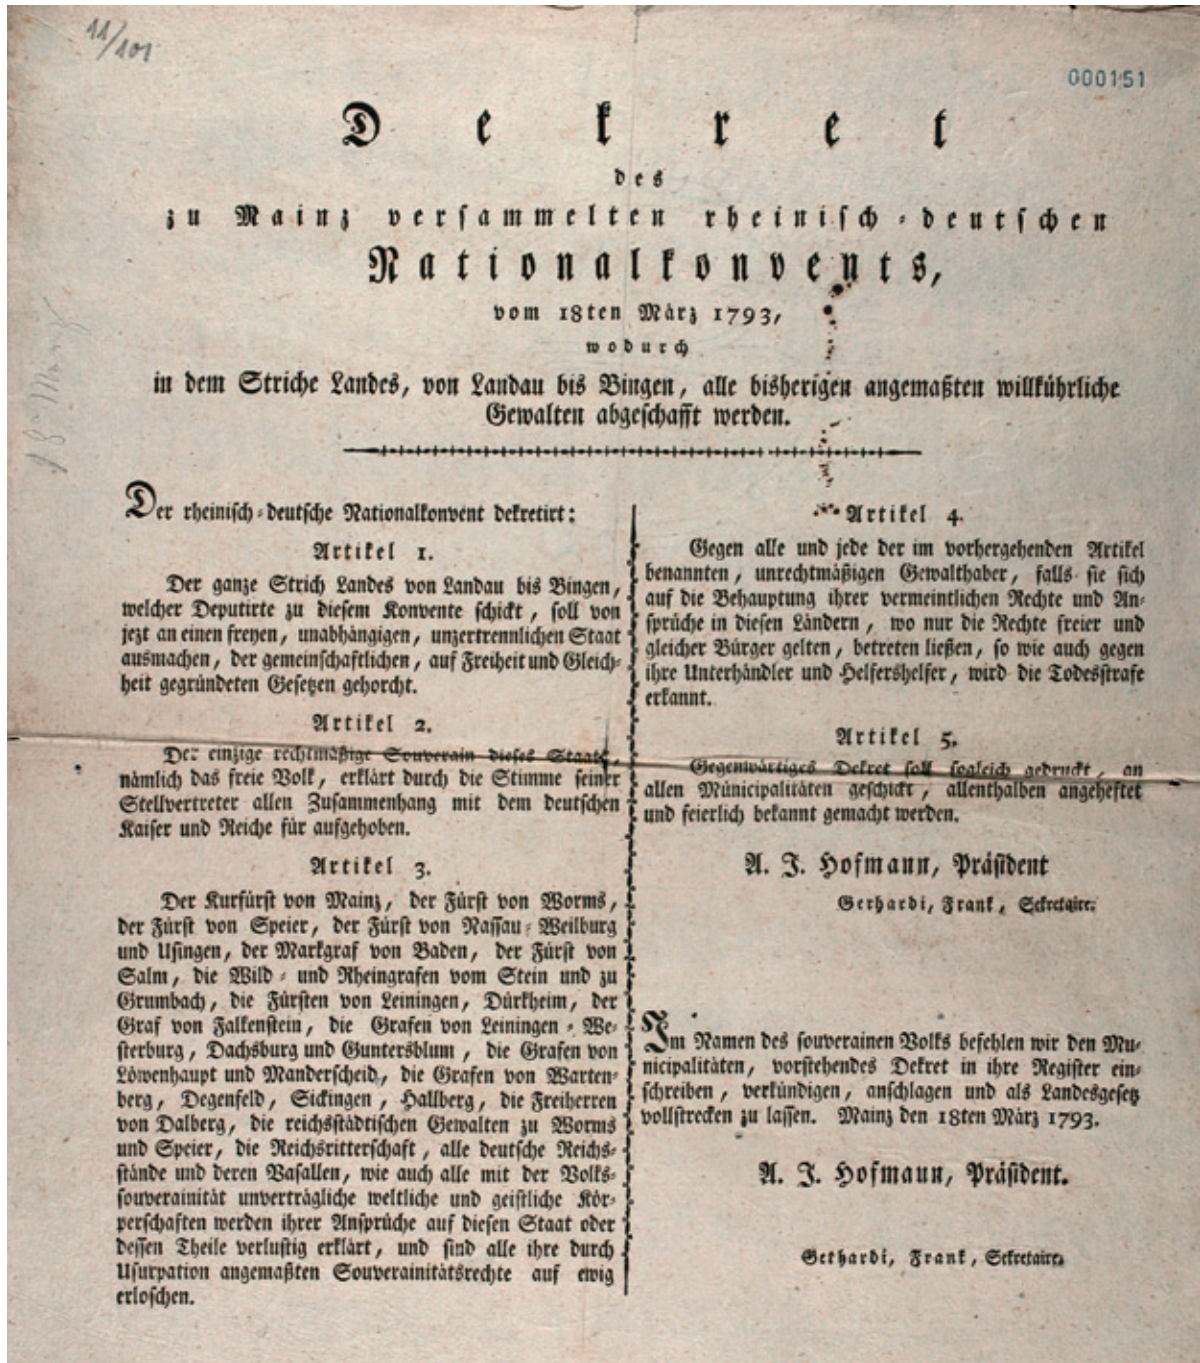 11/101
000151
Dekret
des
zu Mainz versammelten rheinisch-deutschen
Nationalkonvents,
vom 18ten März 1793,
wodurch
in dem Striche Landes, von Landau bis Bingen, alle bisherigen angemaßten willkührliche
Gewalten abgeschafft werden.
Der rheinisch-deutsche Nationalkonvent dekretirt:
Artikel 1.
Der ganze Strich Landes von Landau bis Bingen,
welcher Deputirte zu diesem Konvente schickt, soll von
jezt an einen freyen, unabhängigen, unzertrennlichen Staat
ausmachen, der gemeinschaftlichen, auf Freiheit und Gleich-
heit gegründeten Gesetzen gehorcht.
Artikel 2.
Der einzige rechtmäßige Souverain dieses Staats,
nämlich das freie Volk, erklärt durch die Stimme seiner
Stellvertreter allen Zusammenhang mit dem deutschen
Kaiser und Reiche für aufgehoben.
Artikel 3.
Der Kurfürst von Mainz, der Fürst von Worms,
der Fürst von Speier, der Fürst von Nassau-Weilburg
und Usingen, der Markgraf von Baden, der Fürst von
Salm, die Wild- und Rheingrafen vom Stein und zu
Grumbach, die Fürsten von Leiningen, Dürkheim, der
Graf von Falkenstein, die Grafen von Leiningen-We-
sterburg, Dachsburg und Guntersblum, die Grafen von
Löwenhaupt und Manderscheid, die Grafen von Warten-
berg, Degenfeld, Sickingen, Hallberg, die Freiherren
von Dalberg, die reichsstädtischen Gewalten zu Worms
und Speier, die Reichsritterschaft, alle deutsche Reichs-
stände und deren Vasallen, wie auch alle mit der Volks-
souverainität unverträgliche weltliche und geistliche Kör-
perschaften werden ihrer Ansprüche auf diesen Staat oder
dessen Theile verlustig erklärt, und sind alle ihre durch
Usurpation angemaßten Souverainitätsrechte auf ewig
erloschen.
Artikel 4.
Gegen alle und jede der im vorhergehenden Artikel
benannten, unrechtmäßigen Gewalthaber, falls sie sich
auf die Behauptung ihrer vermeintlichen Rechte und An-
sprüche in diesen Ländern, wo nur die Rechte freier und
gleicher Bürger gelten, betreten ließen, so wie auch gegen
ihre Unterhändler und Helfershelfer, wird die Todesstrafe
erkannt.
Artikel 5.
Gegenwärtiges Dekret soll sogleich gedruckt, an
allen Municipalitäten geschickt, allenthalben angeheftet
und feierlich bekannt gemacht werden.
A. J. Hofmann, Präsident
Gerhardi, Frank, Sekretaire.
Im Namen des souverainen Volks befehlen wir den Mu-
nicipalitäten, vorstehendes Dekret in ihre Register ein-
schreiben, verkündigen, anschlagen und als Landesgesetz
vollstrecken zu lassen. Mainz den 18ten März 1793.
A. J. Hofmann, Präsident.
Gerhardi, Frank, Sekretaire.